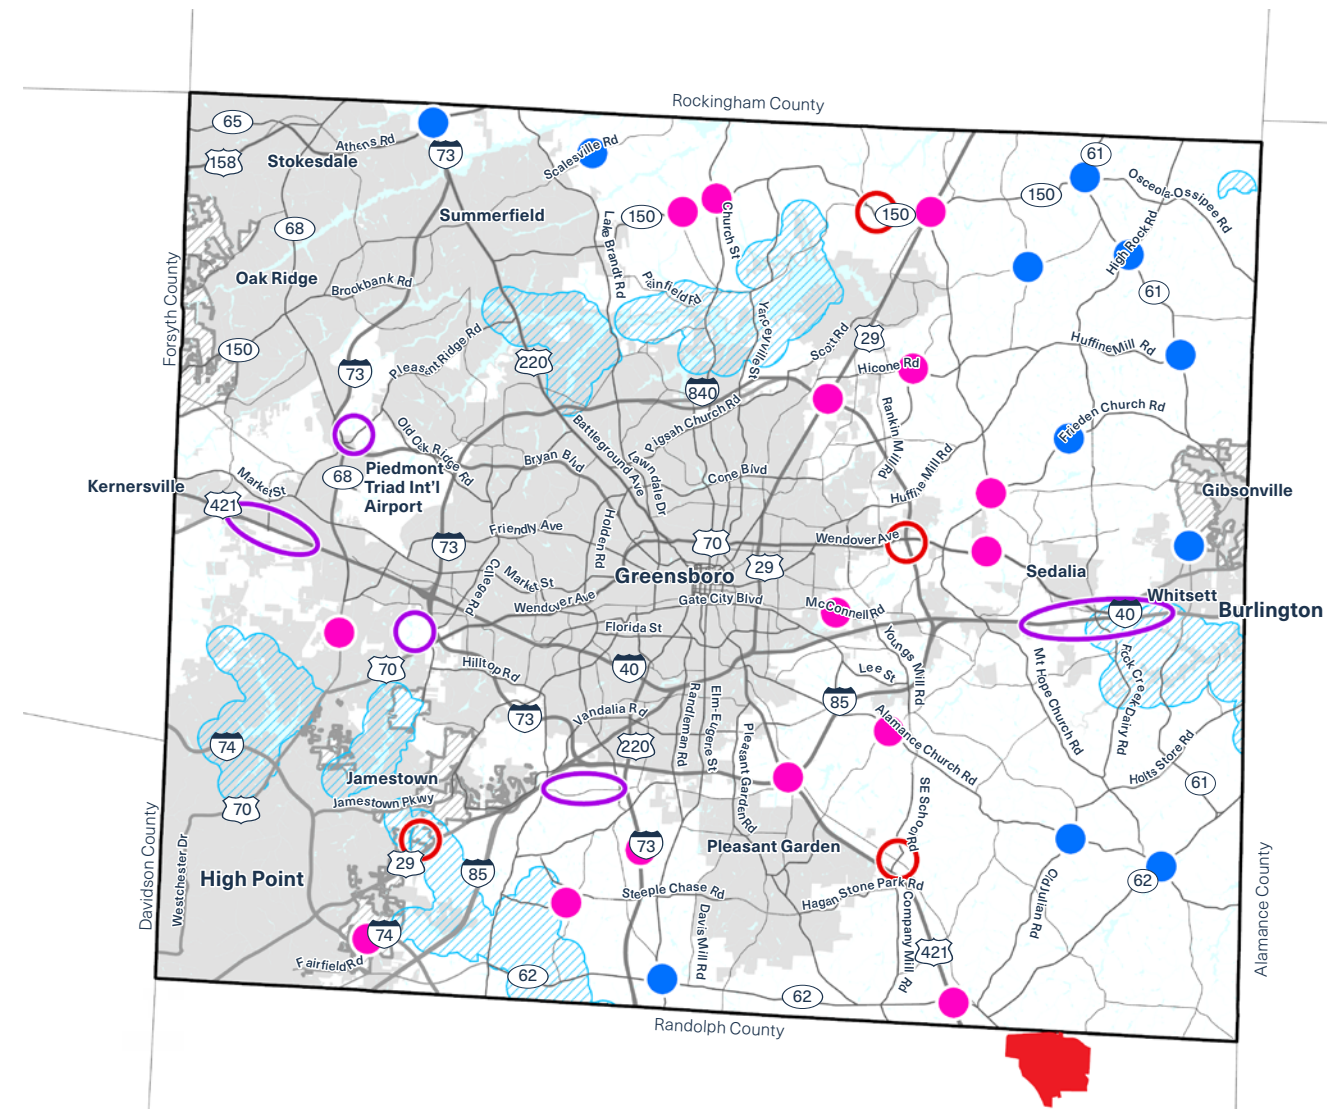 Rockingham County
65
Athens Rd
158
Stokesdale
73
Scalesville Rd
61
150
Osceola-Ossipee Rd
Summerfield
150
Church St
150
68
Lake Brandt Rd
High Rock Rd
Forsyth County
Oak Ridge
Brookbank Rd
61
Yanceyville St
Scott Rd
29
Huffine Mill Rd
150
Pleasant Ridge Rd
220
73
Hicone Rd
840
Pisgah Church Rd
Rankin Mill Rd
Frieden Church Rd
Old Oak Ridge Rd
Battleground Ave
Lawndale Dr
Bryan Blvd
Cone Blvd
Huffine Mill Rd
68
Piedmont
Triad Int'l
Airport
Kernersville
Market St
421
Gibsonville
Holden Rd
Friendly Ave
73
70
Wendover Ave
29
Greensboro
Sedalia
College Rd
Market St
Wendover Ave
Gate City Blvd
McConnell Rd
Whitsett
40
Burlington
Florida St
Youngs Mill Rd
Hilltop Rd
40
Lee St
70
Mt Hope Church Rd
Rock Creek Dairy Rd
85
Randleman Rd
Elm-Eugene St
Vandalia Rd
73
Alamance Church Rd
74
220
Pleasant Garden Rd
Holts Store Rd
Jamestown
61
Jamestown Pkwy
70
SE School Rd
Davidson County
Westchester Dr
73
Pleasant Garden
29
85
High Point
Steeple Chase Rd
Hagan Stone Park Rd
62
Old Julian Rd
Alamance County
74
Davis Mill Rd
Company Mill Rd
421
Fairfield Rd
62
62
Randolph County